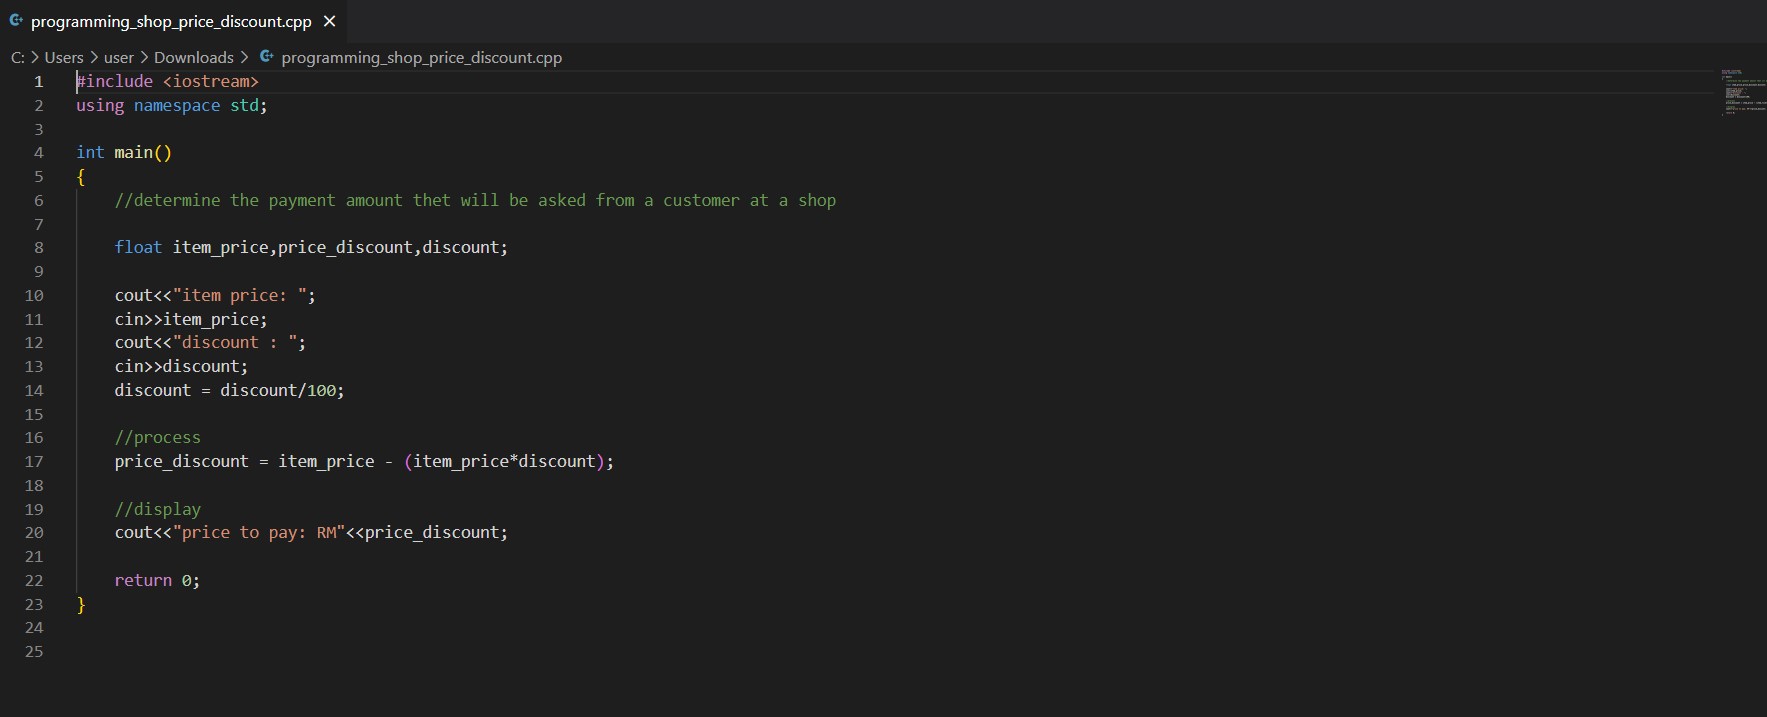 programming_shop_price_discount.cpp ×
C: > Users > user > Downloads > programming_shop_price_discount.cpp
1 #include <iostream>
2 using namespace std;
3
4 int main()
5 {
6 //determine the payment amount thet will be asked from a customer at a shop
7
8 float item_price,price_discount,discount;
9
10 cout<<"item price: ";
11 cin>>item_price;
12 cout<<"discount : ";
13 cin>>discount;
14 discount = discount/100;
15
16 //process
17 price_discount = item_price - (item_price*discount);
18
19 //display
20 cout<<"price to pay: RM"<<price_discount;
21
22 return 0;
23 }
24
25